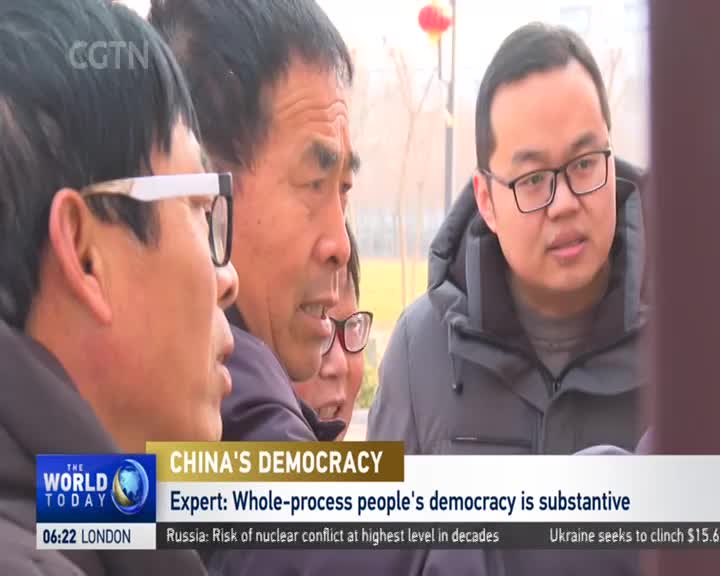 CGTN
CHINA'S DEMOCRACY
THE
WORLD
TODAY
Expert: Whole-process people's democracy is substantive
06:22 LONDON
Russia: Risk of nuclear conflict at highest level in decades
Ukraine seeks to clinch $15.6